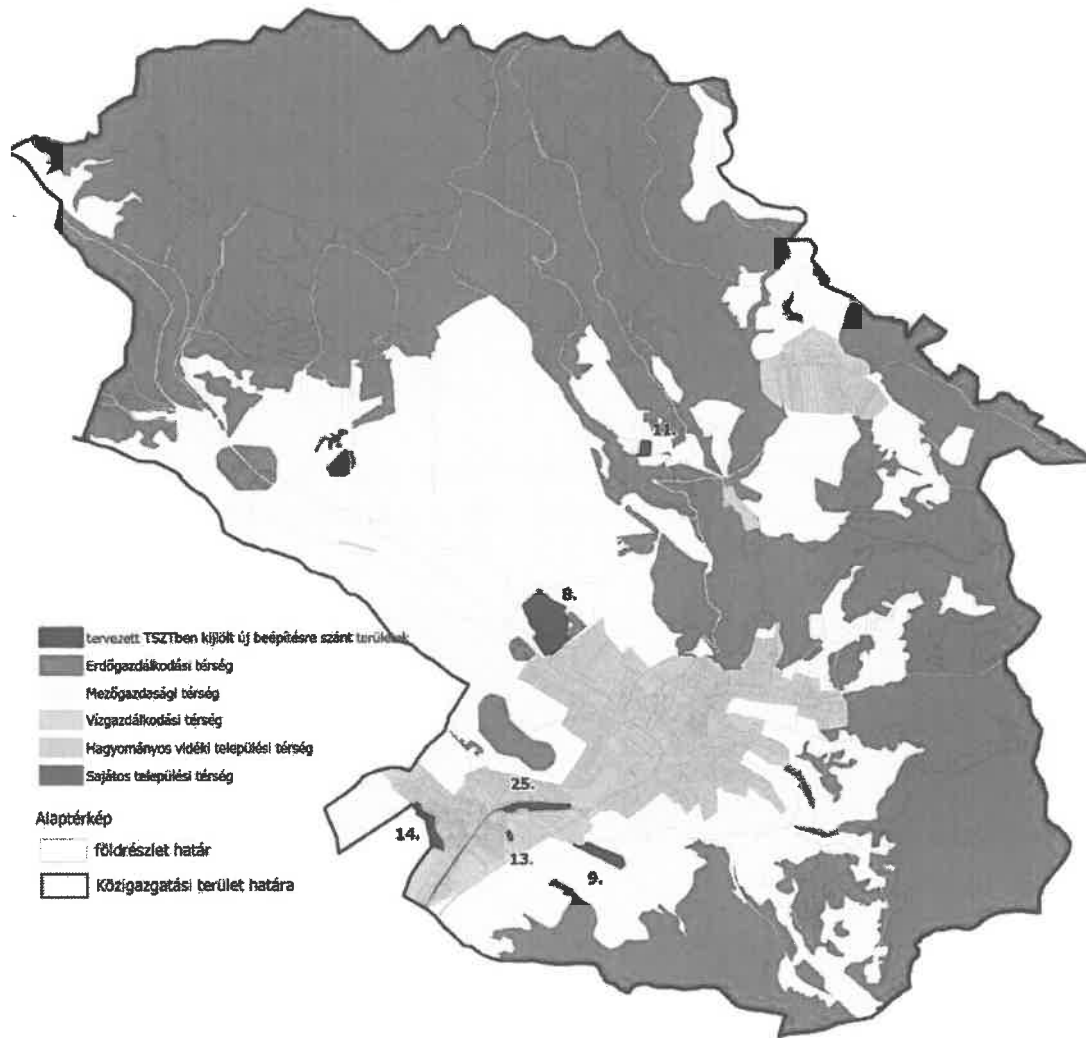 11.
8.
tervezett TSZTben kijlölt új beépítésre szánt területek
Erdőgazdálkodási térség
Mezőgazdasági térség
Vízgazdálkodási térség
Hagyományos vidéki települési térség
Sajátos települési térség
25.
14.
13.
9.
Alaptérkép
földrészlet határ
Közigazgatási terület határa